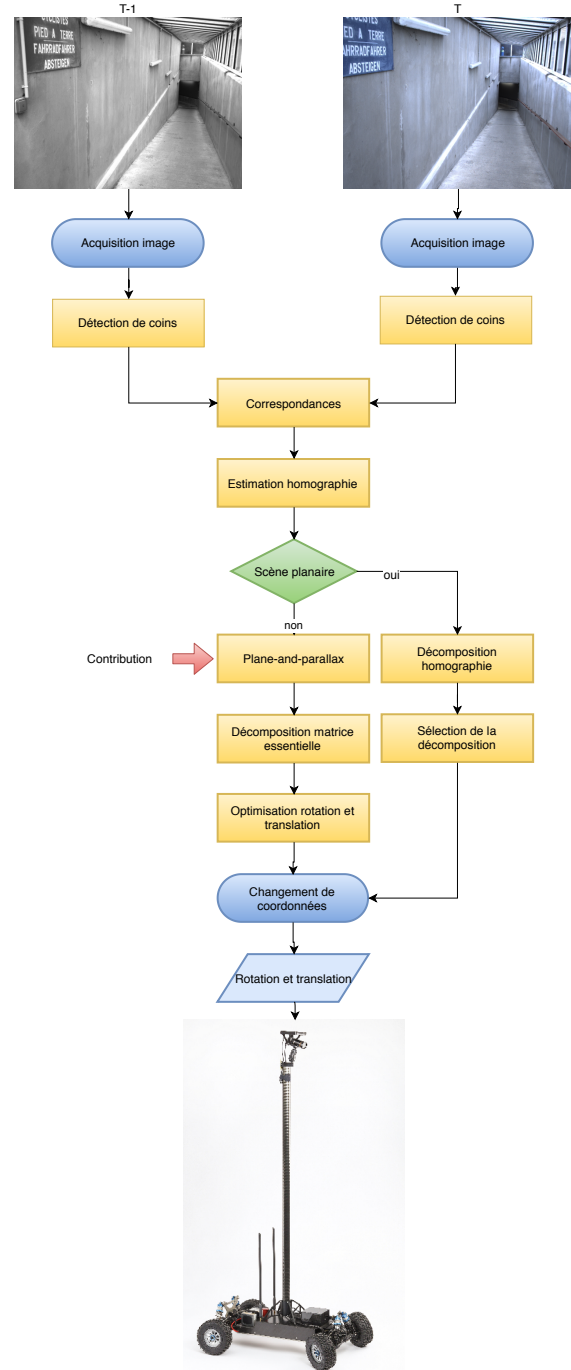 T-1
T
CYCLISTES
PIED A TERRE
FAHRRADFAHRER
ABSTEIGEN
PIED A TERRE
FAHRRADFAHRER
ABSTEIGEN
Acquisition image
Acquisition image
Détection de coins
Détection de coins
Correspondances
Estimation homographie
Scène planaire
oui
non
Contribution
Plane-and-parallax
Décomposition
homographie
Décomposition matrice
essentielle
Sélection de la
décomposition
Optimisation rotation et
translation
Changement de
coordonnées
Rotation et translation